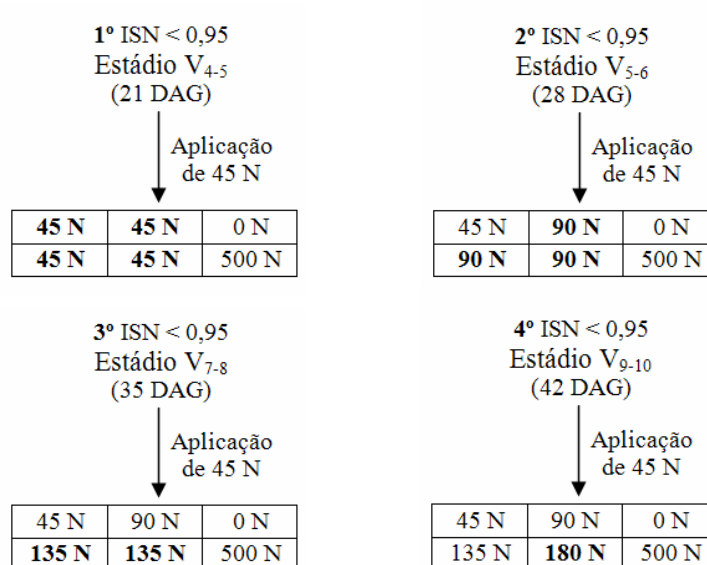 1º ISN < 0,95
Estádio V4-5
(21 DAG)
Aplicação
de 45 N
45 N 45 N 0 N
45 N 45 N 500 N
2º ISN < 0,95
Estádio V5-6
(28 DAG)
Aplicação
de 45 N
45 N 90 N 0 N
90 N 90 N 500 N
3º ISN < 0,95
Estádio V7-8
(35 DAG)
Aplicação
de 45 N
45 N 90 N 0 N
135 N 135 N 500 N
4º ISN < 0,95
Estádio V9-10
(42 DAG)
Aplicação
de 45 N
45 N 90 N 0 N
135 N 180 N 500 N